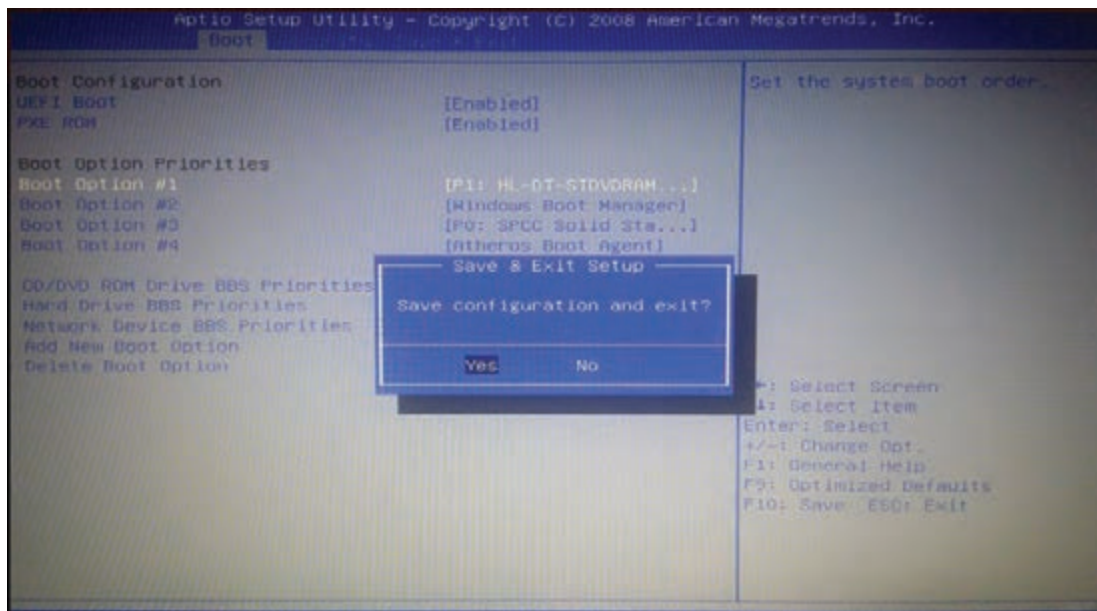 Aptio Setup Utility - Copyright (C) 2008 American Megatrends, Inc.
Boot
Boot Configuration
UEFI Boot [Enabled]
PXE ROM [Enabled]
Boot Option Priorities
Boot Option #1 [P1: HL-DT-STDVDRAM...]
Boot Option #2 [Windows Boot Manager]
Boot Option #3 [P0: SPCC Solid Sta...]
Boot Option #4 [Atheros Boot Agent]
CD/DVD ROM Drive BBS Priorities
Hard Drive BBS Priorities
Network Device BBS Priorities
Add New Boot Option
Delete Boot Option
Save & Exit Setup
Save configuration and exit?
Yes No
Set the system boot order.
: Select Screen
: Select Item
Enter: Select
+/-: Change Opt.
F1: General Help
F9: Optimized Defaults
F10: Save ESC: Exit